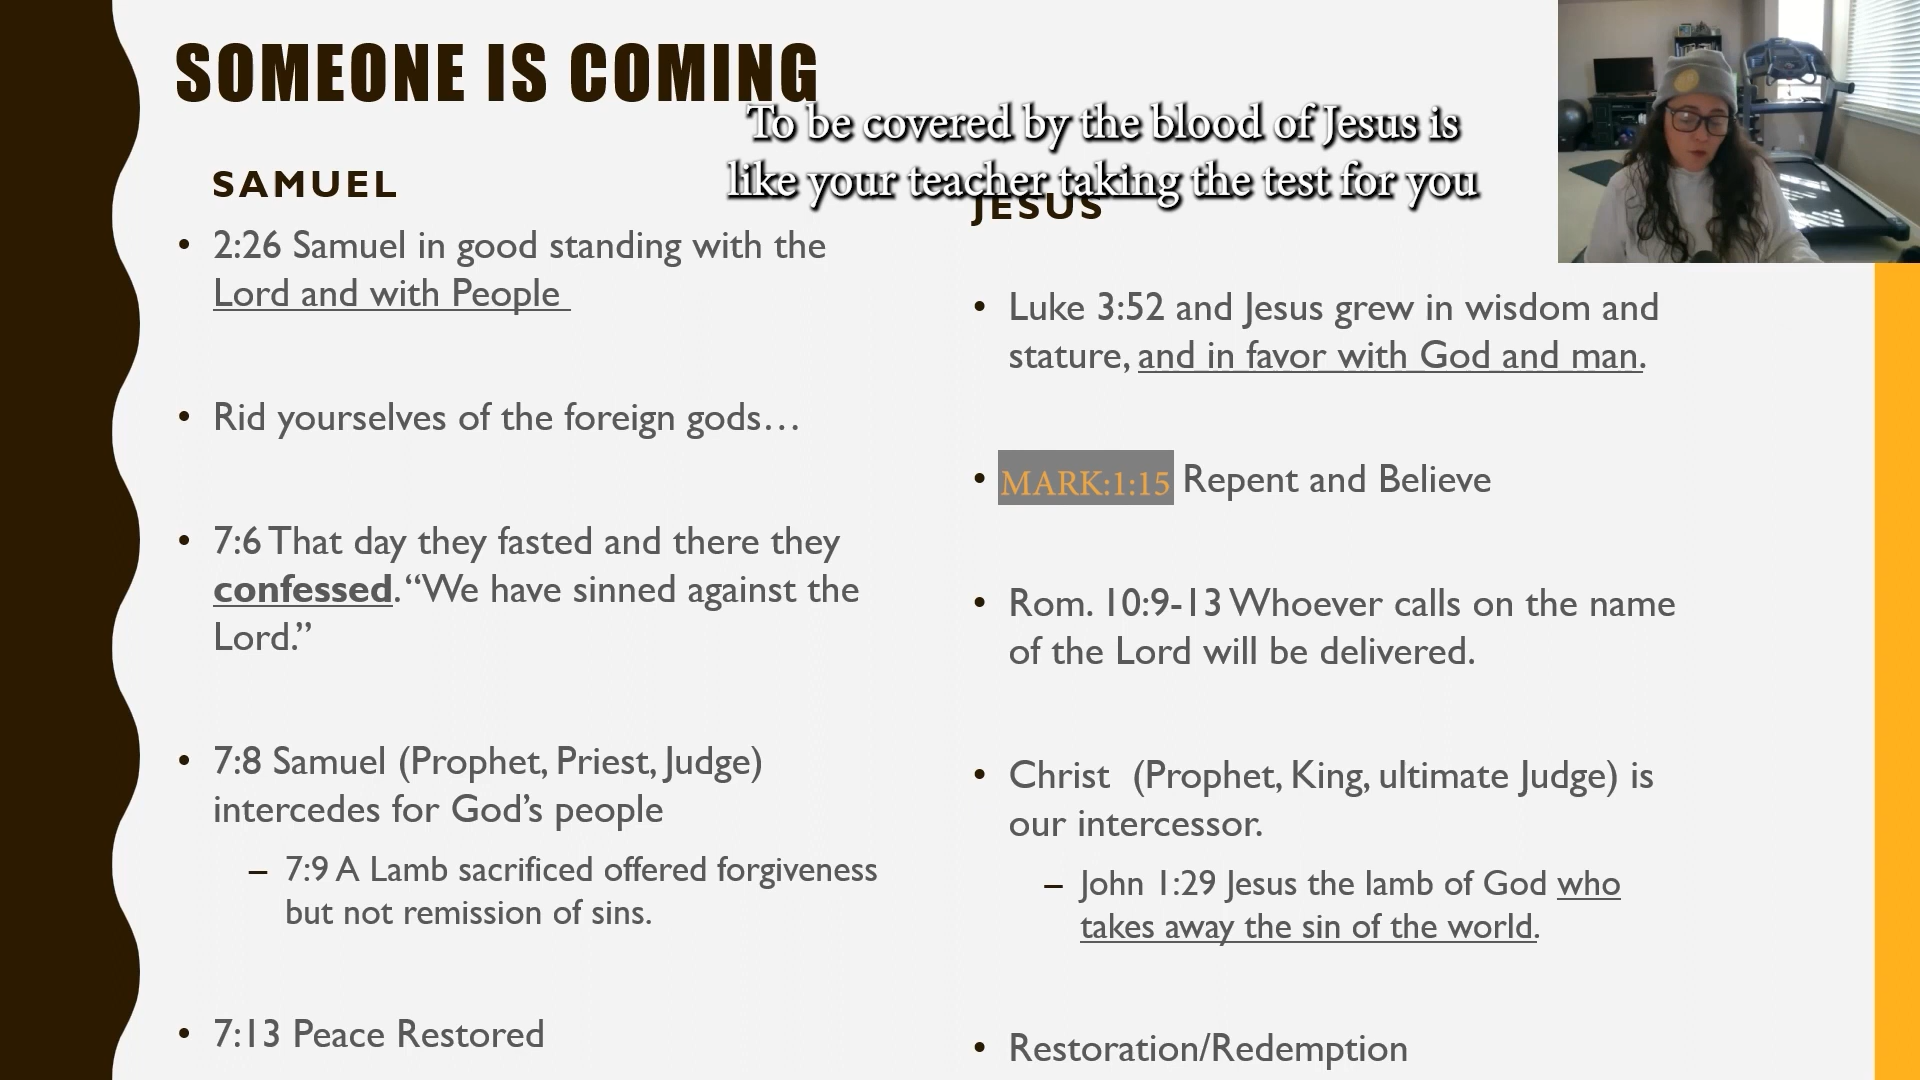 SOMEONE IS COMING
To be covered by the blood of Jesus is
like your teacher taking the test for you
SAMUEL
• 2:26 Samuel in good standing with the
Lord and with People
• Rid yourselves of the foreign gods…
• 7:6 That day they fasted and there they
confessed. “We have sinned against the
Lord.”
• 7:8 Samuel (Prophet, Priest, Judge)
intercedes for God’s people
– 7:9 A Lamb sacrificed offered forgiveness
but not remission of sins.
• 7:13 Peace Restored
JESUS
• Luke 3:52 and Jesus grew in wisdom and
stature, and in favor with God and man.
• MARK:1:15 Repent and Believe
• Rom. 10:9-13 Whoever calls on the name
of the Lord will be delivered.
• Christ (Prophet, King, ultimate Judge) is
our intercessor.
– John 1:29 Jesus the lamb of God who
takes away the sin of the world.
• Restoration/Redemption